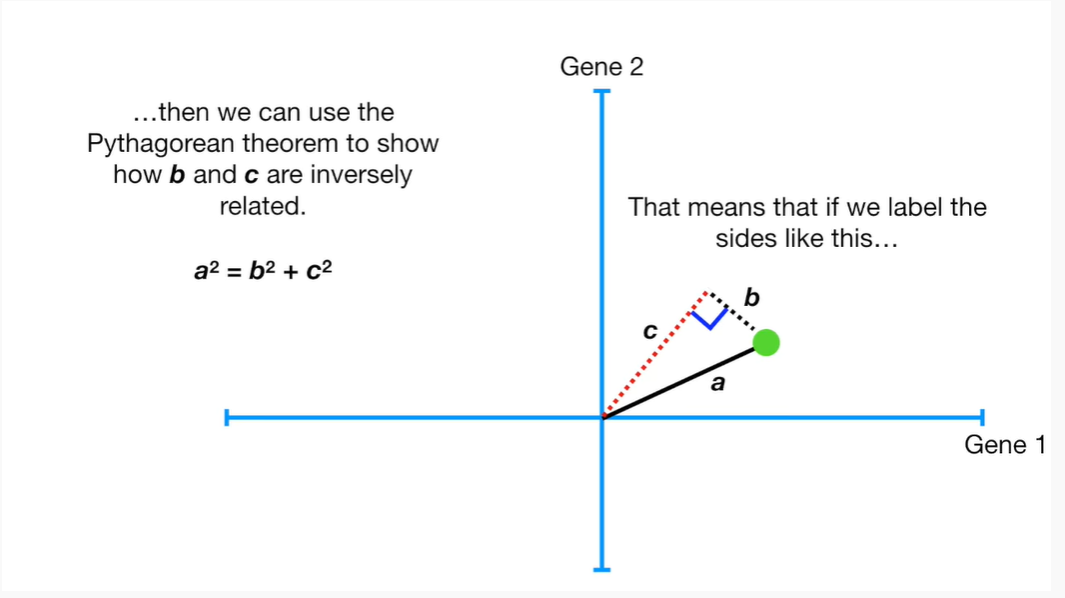 Gene 2
…then we can use the
Pythagorean theorem to show
how b and c are inversely
related.
a² = b² + c²
That means that if we label the
sides like this…
b
c
a
Gene 1